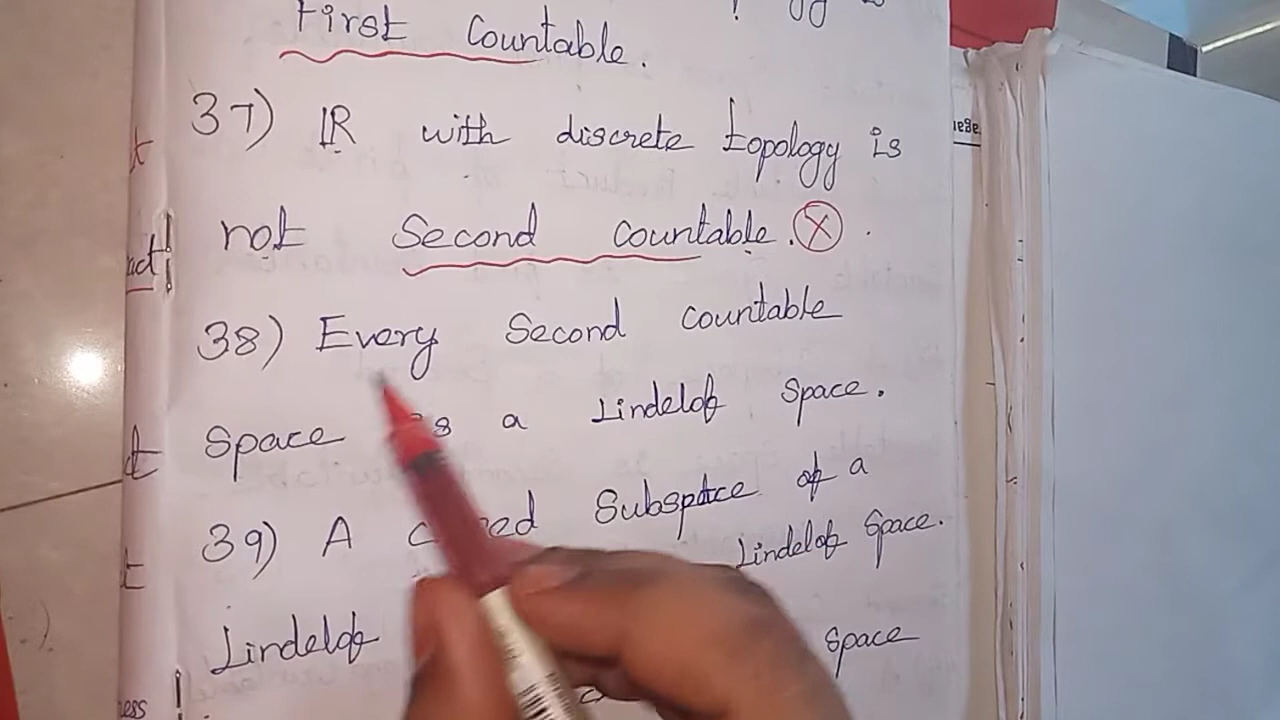 First Countable.
37) IR with discrete topology is
not Second Countable. X
38) Every Second Countable
Space is a Lindelof Space.
39) A Subspace of a
Lindelof Lindelof Space.
Space